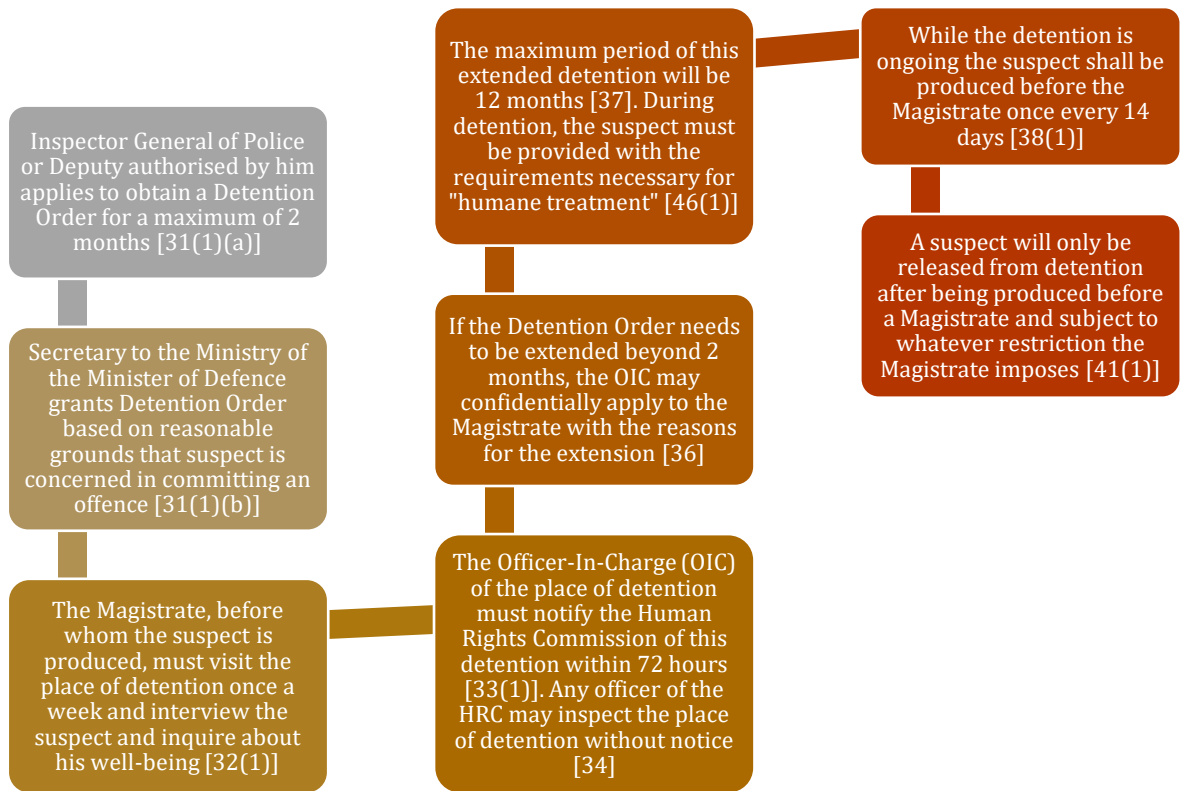 Inspector General of Police
or Deputy authorised by him
applies to obtain a Detention
Order for a maximum of 2
months [31(1)(a)]
Secretary to the Ministry of
the Minister of Defence
grants Detention Order
based on reasonable
grounds that suspect is
concerned in committing an
offence [31(1)(b)]
The Magistrate, before
whom the suspect is
produced, must visit the
place of detention once a
week and interview the
suspect and inquire about
his well-being [32(1)]
The Officer-In-Charge (OIC)
of the place of detention
must notify the Human
Rights Commission of this
detention within 72 hours
[33(1)]. Any officer of the
HRC may inspect the place
of detention without notice
[34]
If the Detention Order needs
to be extended beyond 2
months, the OIC may
confidentially apply to the
Magistrate with the reasons
for the extension [36]
The maximum period of this
extended detention will be
12 months [37]. During
detention, the suspect must
be provided with the
requirements necessary for
"humane treatment" [46(1)]
While the detention is
ongoing the suspect shall be
produced before the
Magistrate once every 14
days [38(1)]
A suspect will only be
released from detention
after being produced before
a Magistrate and subject to
whatever restriction the
Magistrate imposes [41(1)]